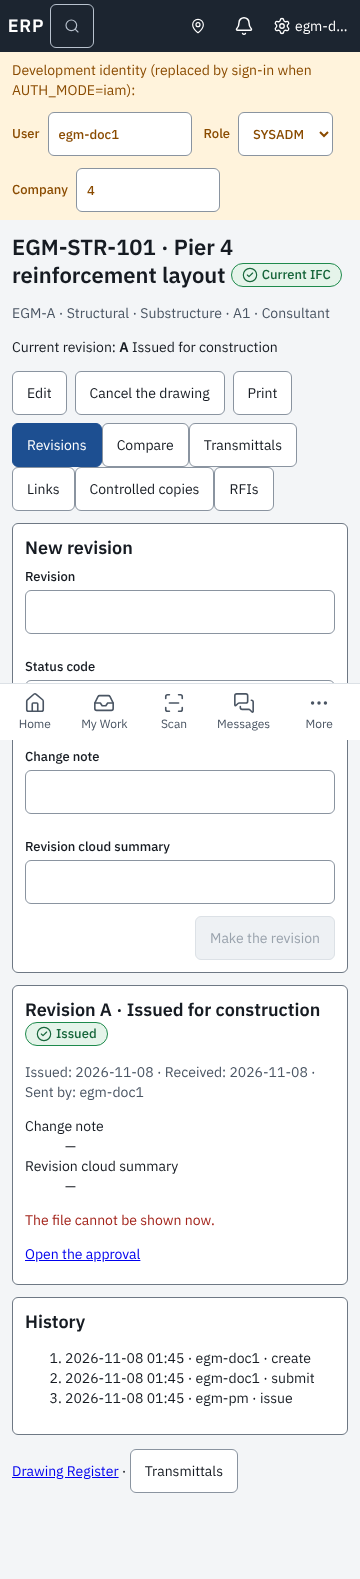 ERP
egm-d...
Development identity (replaced by sign-in when
AUTH_MODE=iam):
User egm-doc1 Role SYSADM
Company 4
EGM-STR-101 · Pier 4
reinforcement layout Current IFC
EGM-A · Structural · Substructure · A1 · Consultant
Current revision: A Issued for construction
Edit Cancel the drawing Print
Revisions Compare Transmittals
Links Controlled copies RFIs
New revision
Revision
Status code
Home My Work Scan Messages More
Change note
Revision cloud summary
Make the revision
Revision A · Issued for construction
Issued
Issued: 2026-11-08 · Received: 2026-11-08 ·
Sent by: egm-doc1
Change note
—
Revision cloud summary
—
The file cannot be shown now.
Open the approval
History
1. 2026-11-08 01:45 · egm-doc1 · create
2. 2026-11-08 01:45 · egm-doc1 · submit
3. 2026-11-08 01:45 · egm-pm · issue
Drawing Register · Transmittals